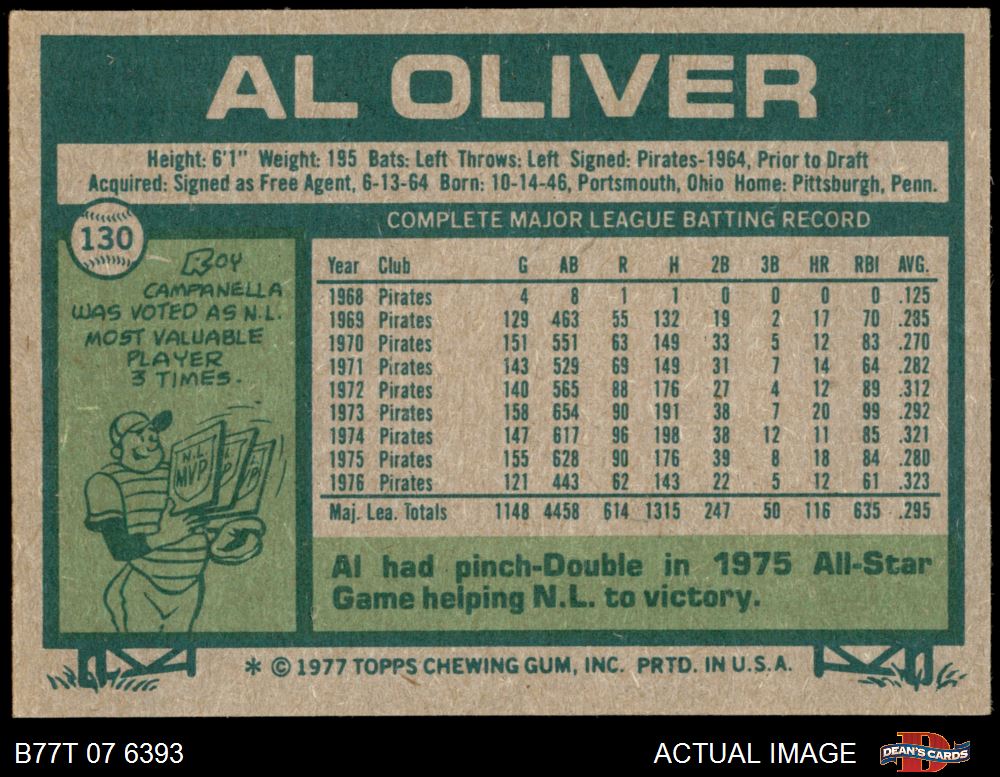 AL OLIVER
Height: 6'1" Weight: 195 Bats: Left Throws: Left Signed: Pirates-1964, Prior to Draft
Acquired: Signed as Free Agent, 6-13-64 Born: 10-14-46, Portsmouth, Ohio Home: Pittsburgh, Penn.
130
ROY
CAMPANELLA
WAS VOTED AS N.L.
MOST VALUABLE
PLAYER
3 TIMES.
N.L. MVP
VP
VP
COMPLETE MAJOR LEAGUE BATTING RECORD
Year Club G AB R H 2B 3B HR RBI AVG.
1968 Pirates 4 8 1 1 0 0 0 0 .125
1969 Pirates 129 463 55 132 19 2 17 70 .285
1970 Pirates 151 551 63 149 33 5 12 83 .270
1971 Pirates 143 529 69 149 31 7 14 64 .282
1972 Pirates 140 565 88 176 27 4 12 89 .312
1973 Pirates 158 654 90 191 38 7 20 99 .292
1974 Pirates 147 617 96 198 38 12 11 85 .321
1975 Pirates 155 628 90 176 39 8 18 84 .280
1976 Pirates 121 443 62 143 22 5 12 61 .323
Maj. Lea. Totals 1148 4458 614 1315 247 50 116 635 .295
Al had pinch-Double in 1975 All-Star
Game helping N.L. to victory.
* © 1977 TOPPS CHEWING GUM, INC. PRTD. IN U.S.A.
B77T 07 6393
ACTUAL IMAGE
D
DEAN'S CARDS